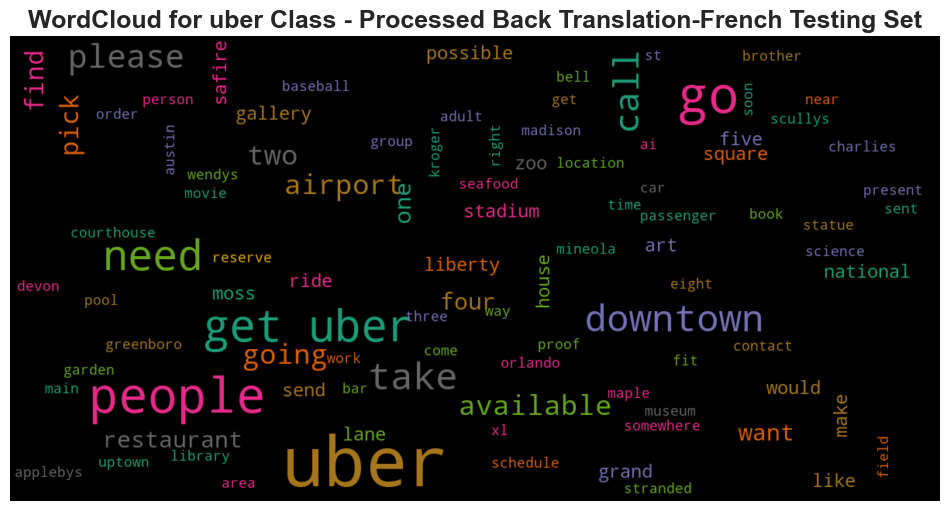 WordCloud for uber Class - Processed Back Translation-French Testing Set
find
please
safire
possible
call
st
brother
baseball
bell
go
pick
person
order
gallery
get
soon
near
adult
scullys
austin
group
kroger
right
madison
five
charlies
two
ai
square
zoo
location
wendys
movie
airport
one
seafood
car
present
stadium
time
passenger
book
sent
statue
courthouse
need
reserve
mineola
art
science
liberty
house
national
devon
ride
eight
pool
moss
four
way
get uber
three
downtown
greenboro
going
work
come
proof
contact
orlando
fit
garden
main
people
send
bar
take
available
maple
would
museum
somewhere
make
restaurant
lane
xl
want
uptown
library
uber
schedule
field
applebys
area
grand
stranded
like